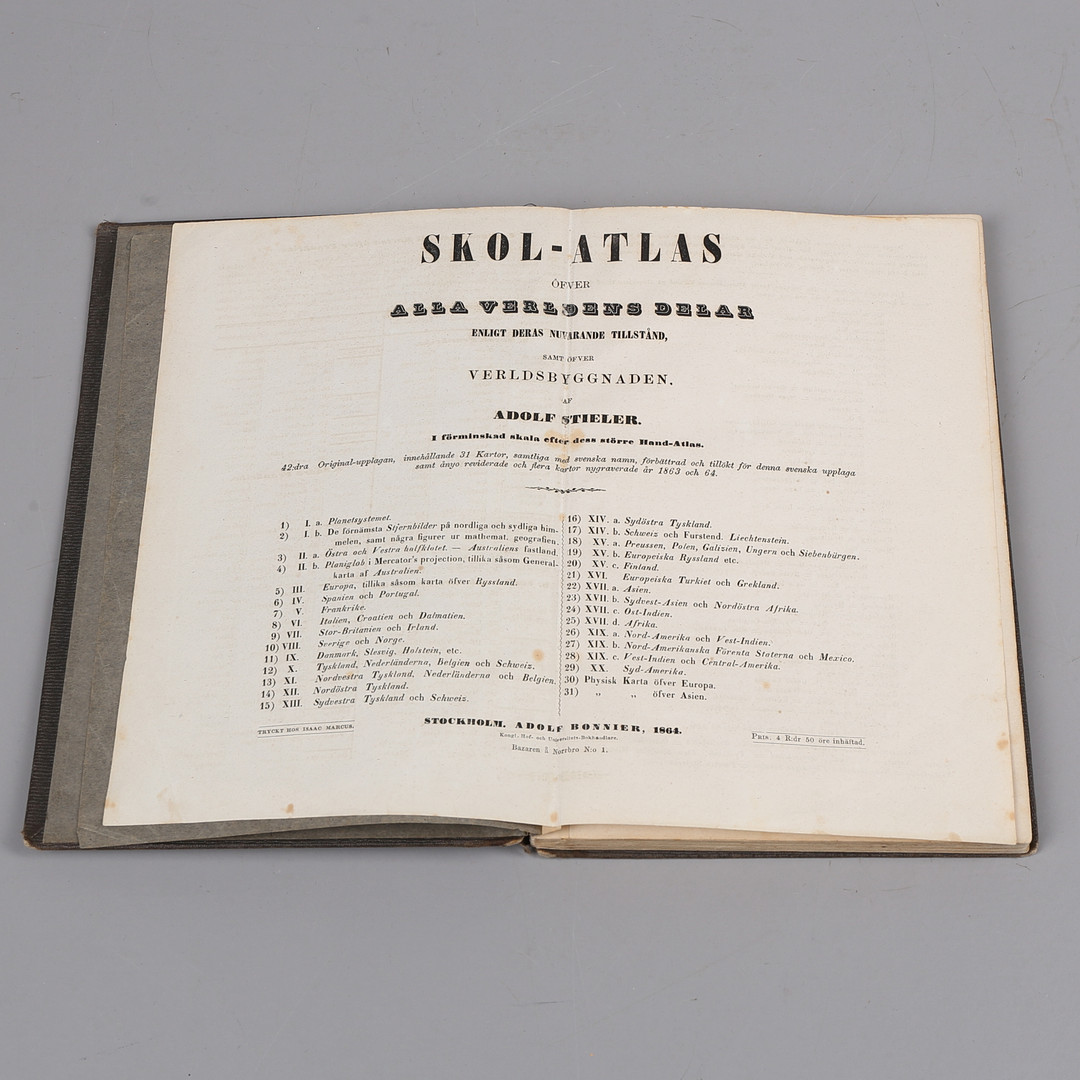 SKOL-ATLAS
ÖFVER
ALLA VERLDENS DELAR
ENLIGT DERAS NUVARANDE TILLSTÅND,
SAMT ÖFVER
VERLDSBYGGNADEN.
AF
ADOLF STIELER.
I förminskad skala efter dess större Hand-Atlas.
42:dra Original-upplagan, innehållande 31 Kartor, samtliga med svenska namn, förbättrad och tillökt för denna svenska upplaga
samt ånyo reviderade och flera kartor nygraverade år 1863 och 64.
1) I. a. Planetsystemet.
2) I. b. De förnämsta Stjernbilder på nordliga och sydliga him-
melen, samt några figurer ur mathemat. geografien.
3) II. a. Östra och Vestra halfklotet. — Australiens fastland.
4) II. b. Planiglob i Mercator's projection, tillika såsom General-
karta af Australien.
5) III. Europa, tillika såsom karta öfver Ryssland.
6) IV. Spanien och Portugal.
7) V. Frankrike.
8) VI. Italien, Croatien och Dalmatien.
9) VII. Stor-Britanien och Irland.
10) VIII. Sverige och Norge.
11) IX. Danmark, Slesvig, Holstein, etc.
12) X. Tyskland, Nederländerna, Belgien och Schweiz.
13) XI. Nordvestra Tyskland, Nederländerna och Belgien.
14) XII. Nordöstra Tyskland.
15) XIII. Sydvestra Tyskland och Schweiz.
16) XIV. a. Sydöstra Tyskland.
17) XIV. b. Schweiz och Furstend. Liechtenstein.
18) XV. a. Preussen, Polen, Galizien, Ungern och Siebenbürgen.
19) XV. b. Europeiska Ryssland etc.
20) XV. c. Finland.
21) XVI. Europeiska Turkiet och Grekland.
22) XVII. a. Asien.
23) XVII. b. Sydvest-Asien och Nordöstra Afrika.
24) XVII. c. Ost-Indien.
25) XVII. d. Afrika.
26) XIX. a. Nord-Amerika och Vest-Indien.
27) XIX. b. Nord-Amerikanska Förenta Staterna och Mexico.
28) XIX. c. Vest-Indien och Central-Amerika.
29) XX. Syd-Amerika.
30) Physisk Karta öfver Europa.
31) „ „ öfver Asien.
STOCKHOLM. ADOLF BONNIER, 1864.
Kongl. Hof- och Universitets-Bokhandlare.
Bazaren å Norrbro N:o 1.
TRYCKT HOS ISAAC MARCUS.
PRIS. 4 R:dr 50 öre inhäftad.